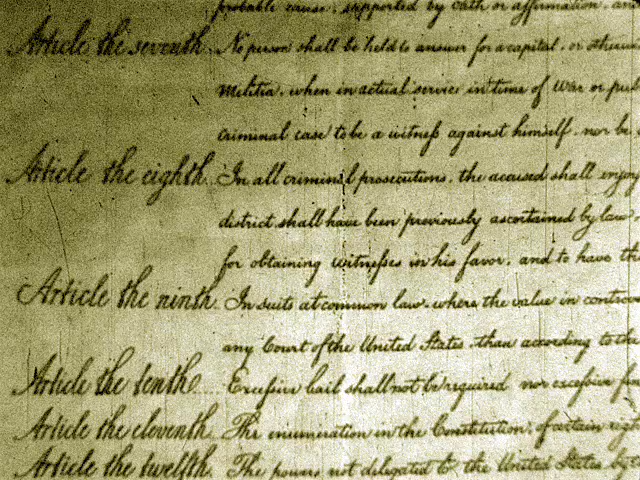 probable cause, supported by oath or affirmation, and
Article the seventh. No person shall be held to answer for a capital, or otherwise
Militia, when in actual service in time of War or pub
criminal case to be a witness against himself, nor be
Article the eighth. In all criminal prosecutions, the accused shall enjoy
district shall have been previously ascertained by law
for obtaining witnesses in his favor, and to have the
Article the ninth. In suits at common law, where the value in controv
any Court of the United States, than according to the
Article the tenth. Excessive bail shall not be required nor excessive fi
Article the eleventh. The enumeration in the Constitution, of certain righ
Article the twelfth. The powers not delegated to the United States by